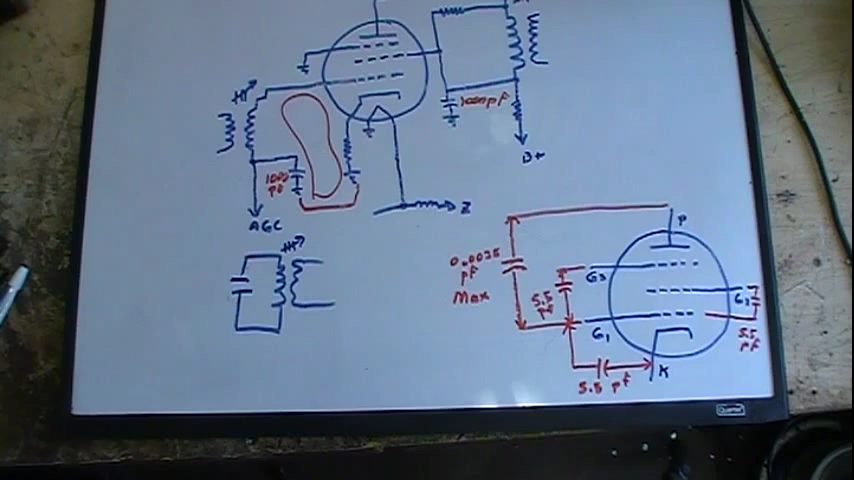 1000pf
B+
1000
pf
AGC
Z
P
0.0035
pf
Max
G3
5.5
pf
G2
G1
5.5
pf
K
5.5 pf
Quartet